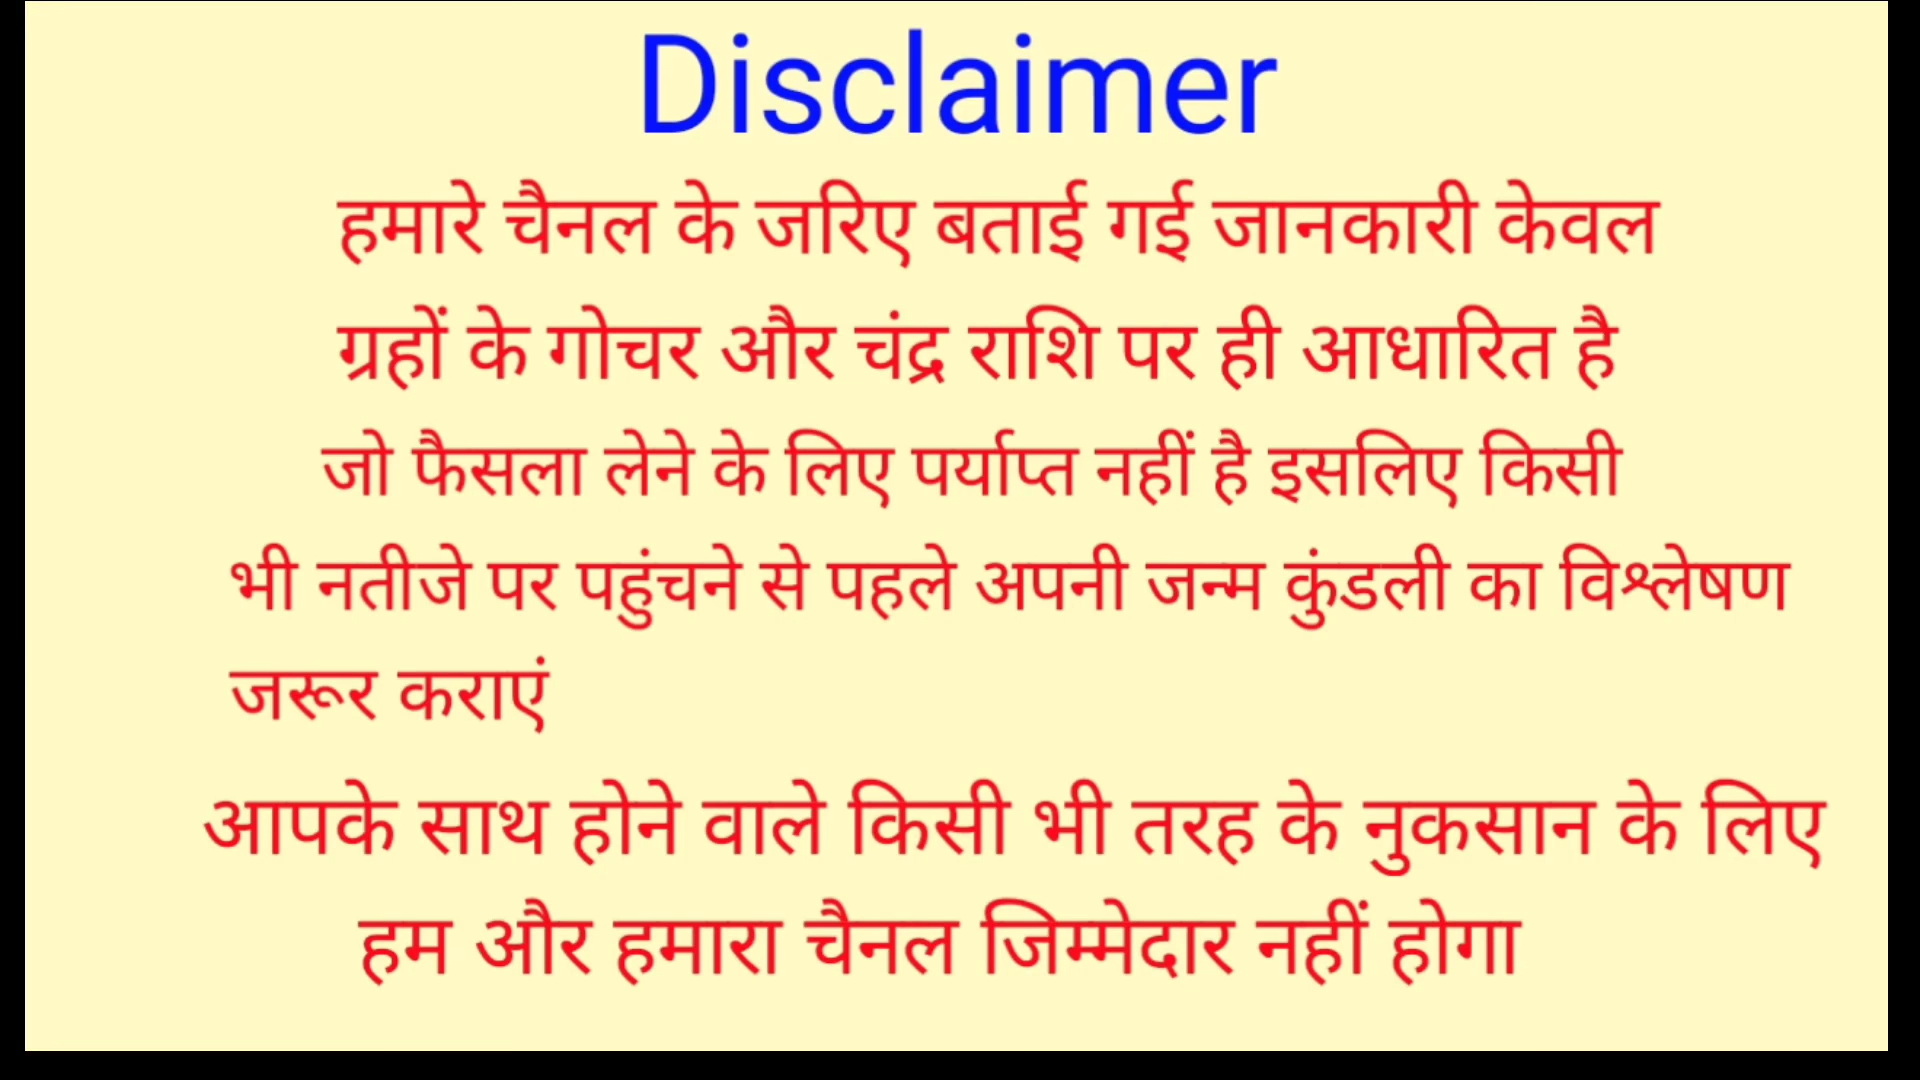 Disclaimer
हमारे चैनल के जरिए बताई गई जानकारी केवल
ग्रहों के गोचर और चंद्र राशि पर ही आधारित है
जो फैसला लेने के लिए पर्याप्त नहीं है इसलिए किसी
भी नतीजे पर पहुंचने से पहले अपनी जन्म कुंडली का विश्लेषण
जरूर कराएं
आपके साथ होने वाले किसी भी तरह के नुकसान के लिए
हम और हमारा चैनल जिम्मेदार नहीं होगा